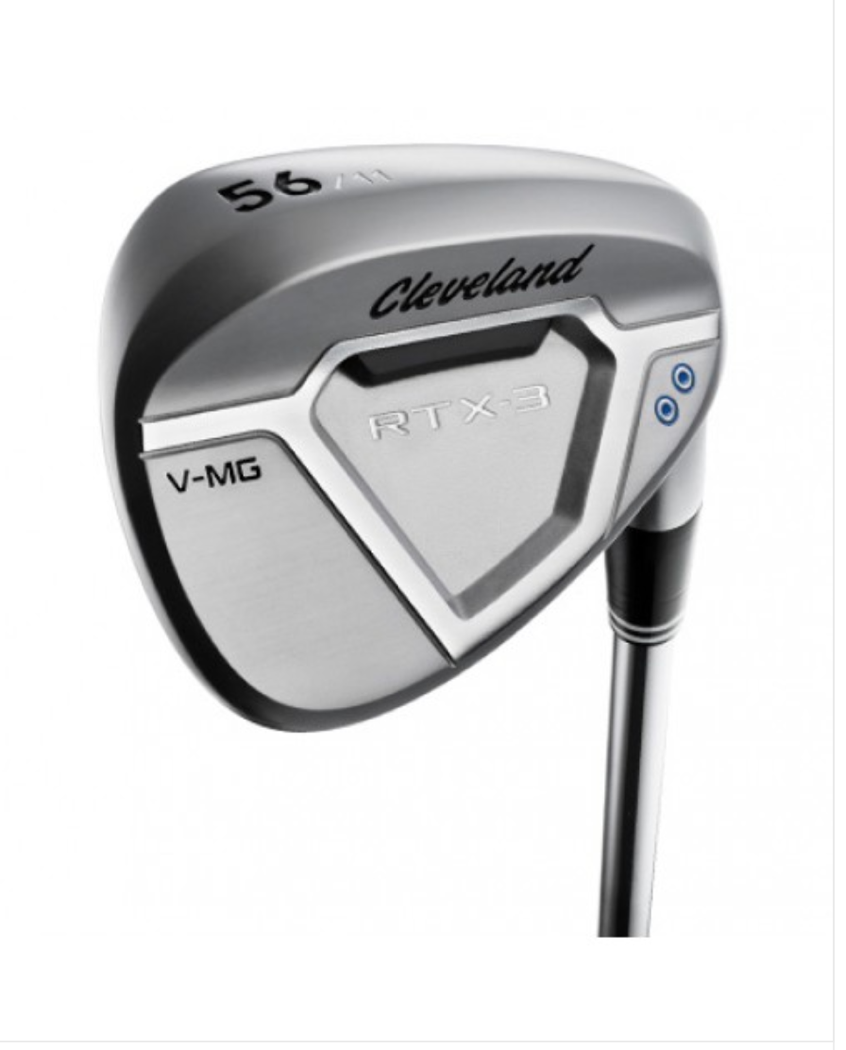 56
Cleveland
RTX-3
V-MG